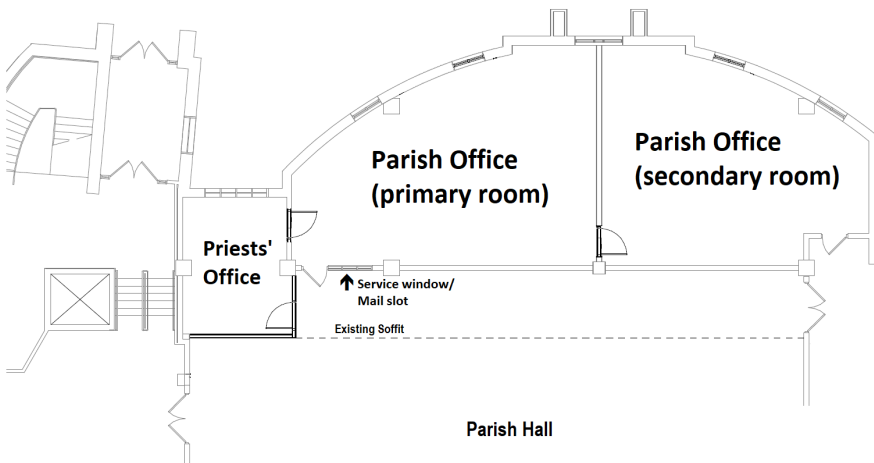 Parish Office
(primary room)
Parish Office
(secondary room)
Priests'
Office
Service window/
Mail slot
Existing Soffit
Parish Hall